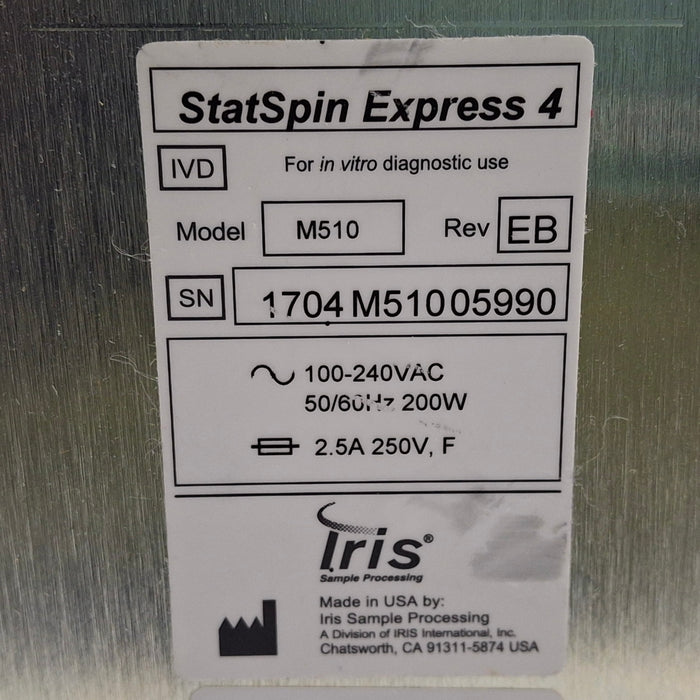 StatSpin Express 4
IVD For in vitro diagnostic use
Model M510 Rev EB
SN 1704 M51005990
100-240VAC
50/60Hz 200W
2.5A 250V, F
Iris®
Sample Processing
Made in USA by:
Iris Sample Processing
A Division of IRIS International, Inc.
Chatsworth, CA 91311-5874 USA